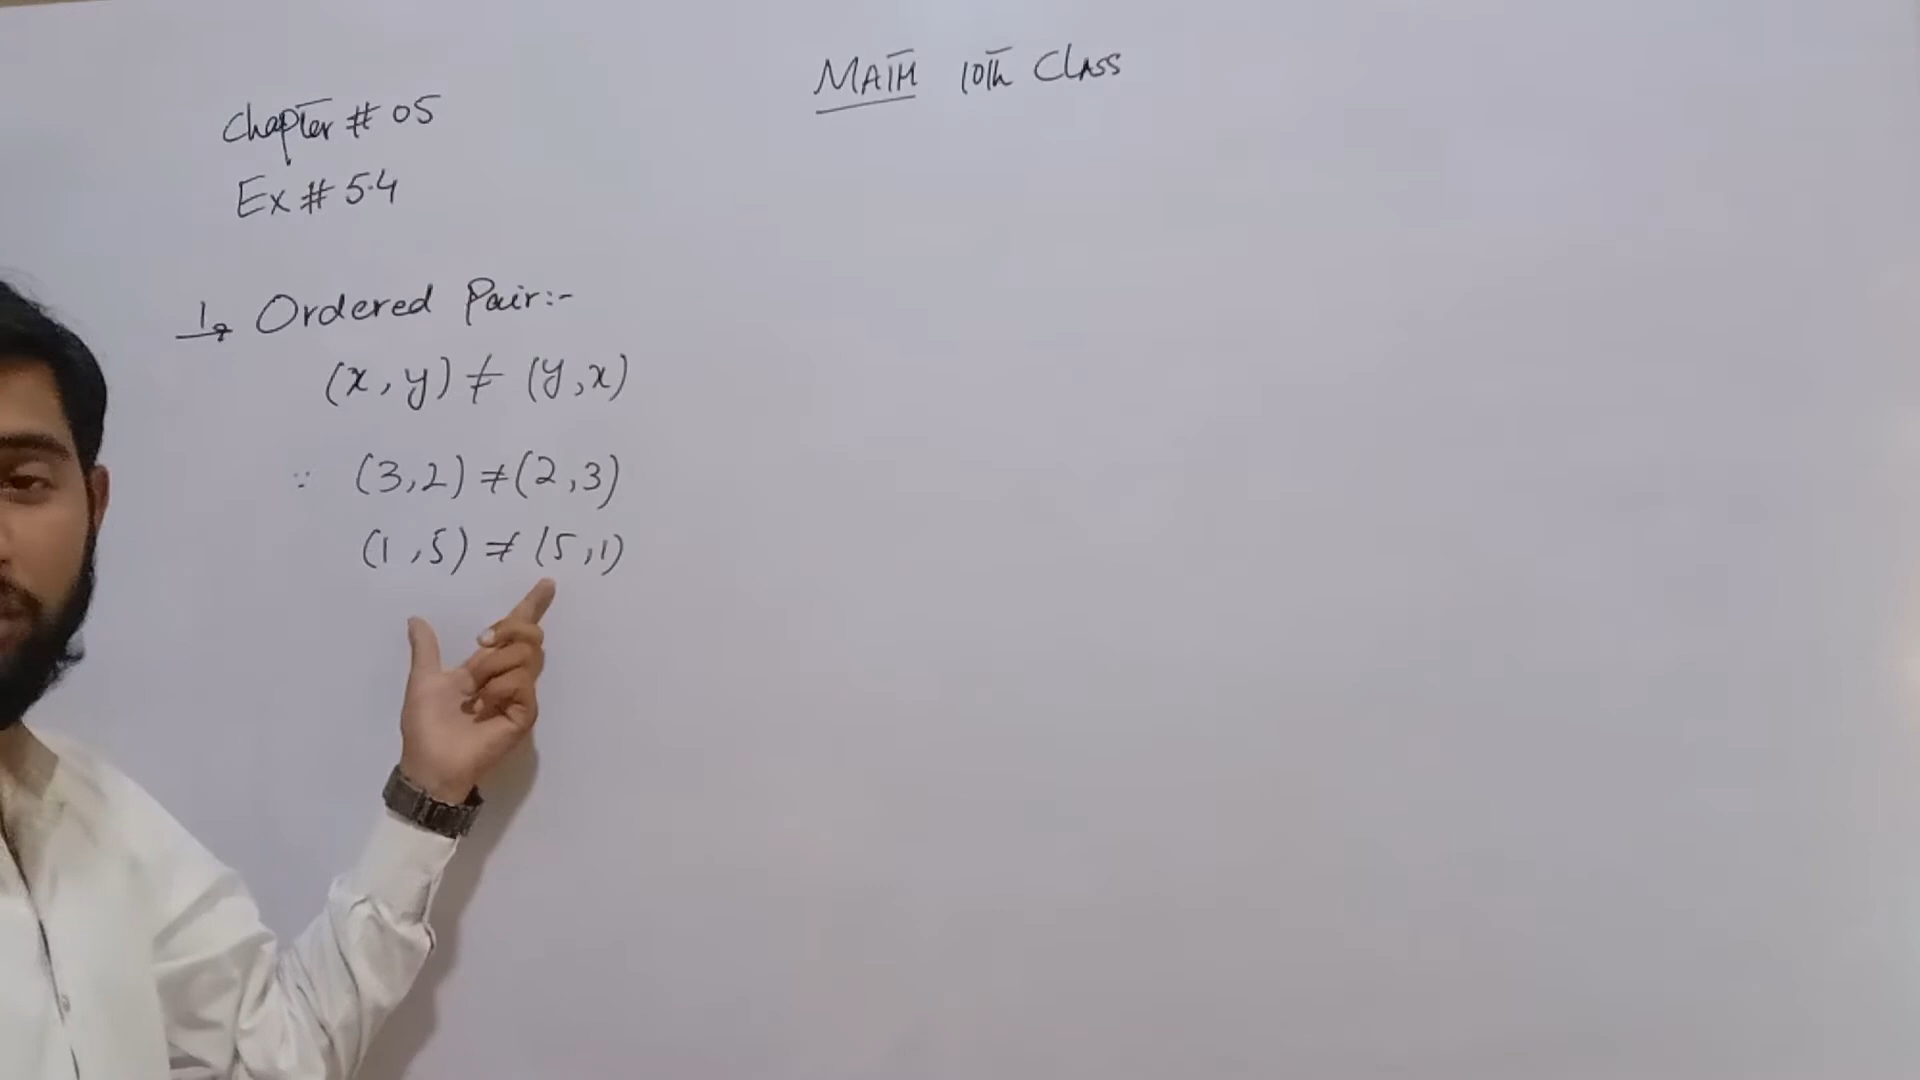 MATH 10Th Class
Chapter # 05
Ex # 5.4
1, Ordered Pair:-
(x, y) ≠ (y, x)
∵ (3,2) ≠ (2,3)
(1,5) ≠ (5,1)